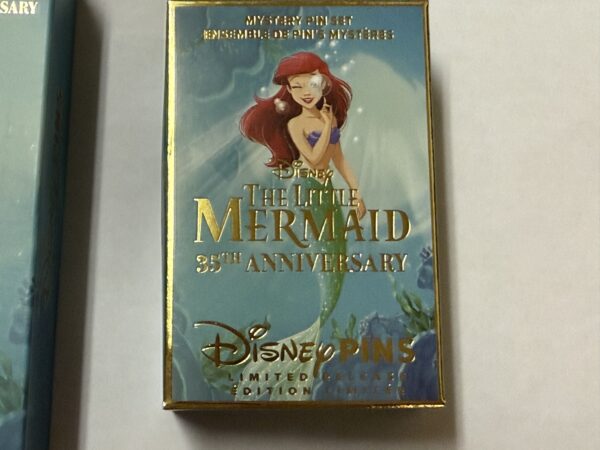 SARY
MYSTERY PIN SET
ENSEMBLE DE PIN'S MYSTÈRES
Disney
THE LITTLE
MERMAID
35TH ANNIVERSARY
Disney PINS
LIMITED RELEASE
ÉDITION LIMITÉE